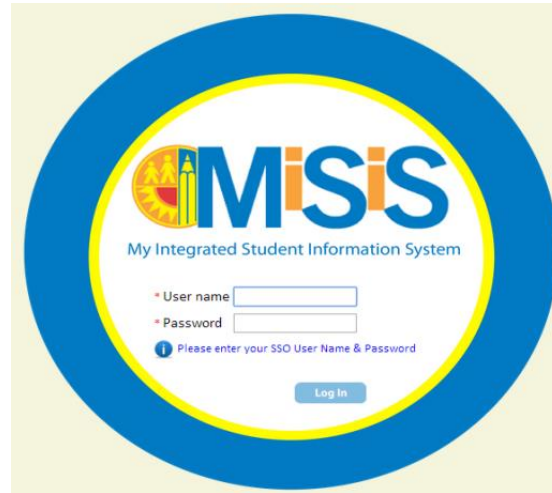 MiSiS
My Integrated Student Information System
* User name
* Password
i Please enter your SSO User Name & Password
Log In